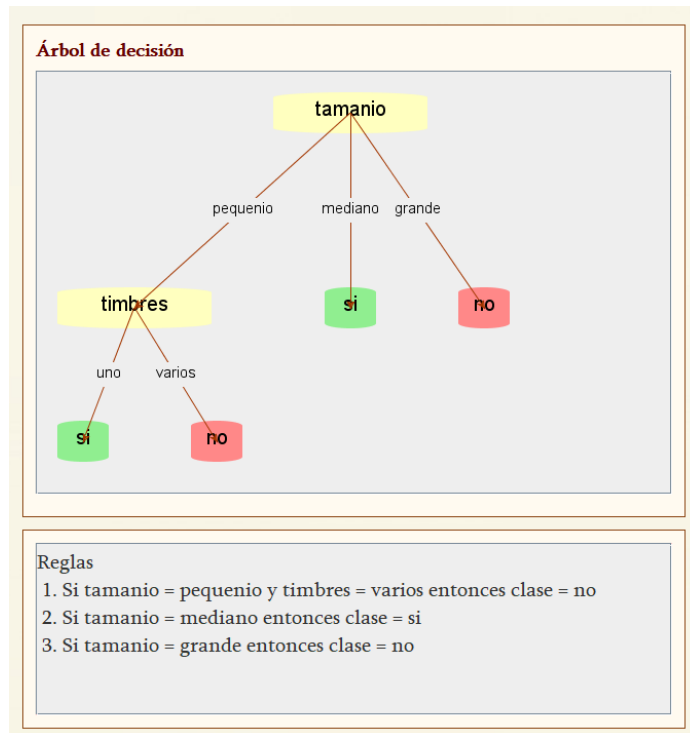 Árbol de decisión
tamanio
pequenio mediano grande
timbres si no
uno varios
si no
Reglas
1. Si tamanio = pequenio y timbres = varios entonces clase = no
2. Si tamanio = mediano entonces clase = si
3. Si tamanio = grande entonces clase = no